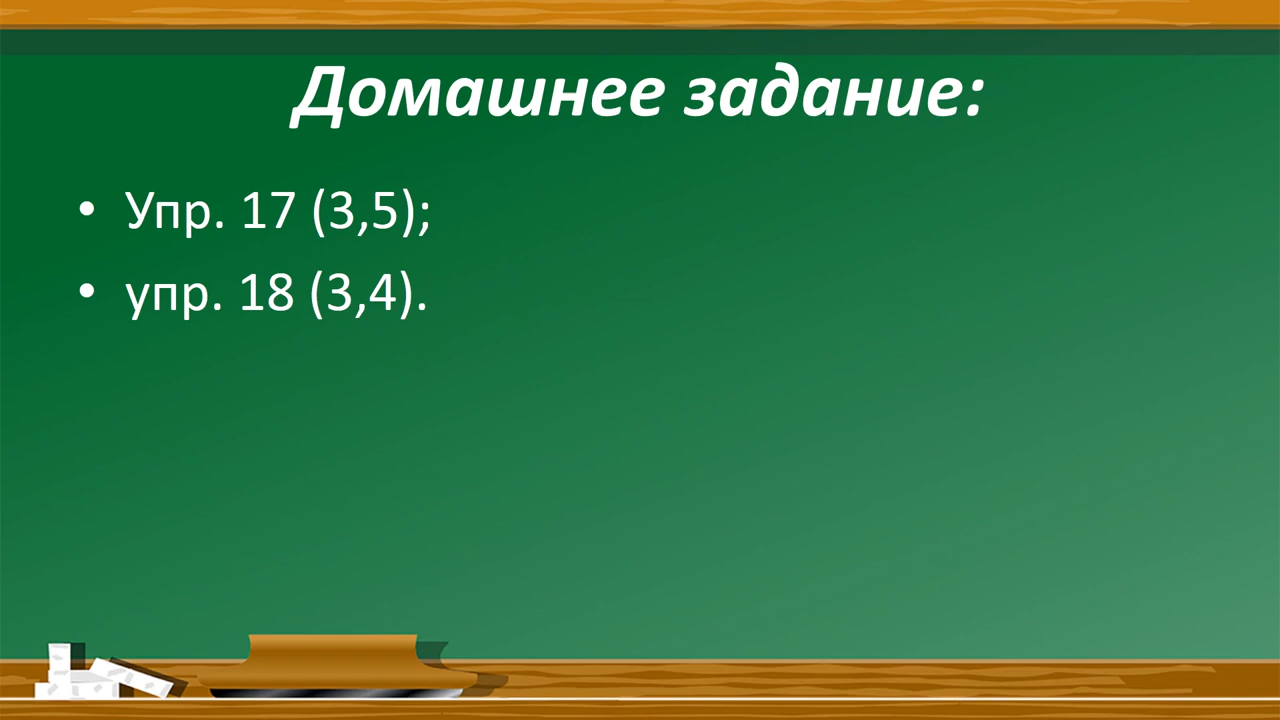 Домашнее задание:
• Упр. 17 (3,5);
• упр. 18 (3,4).